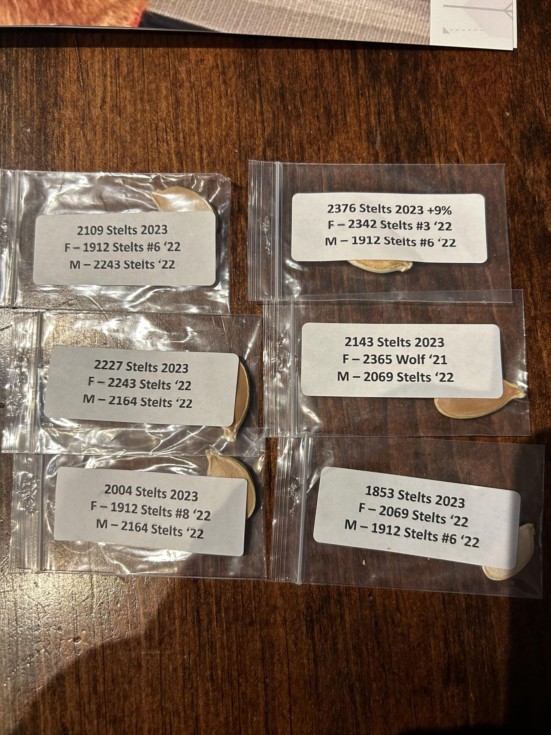 2109 Stelts 2023
F – 1912 Stelts #6 ‘22
M – 2243 Stelts ‘22
2376 Stelts 2023 +9%
F – 2342 Stelts #3 ‘22
M – 1912 Stelts #6 ‘22
2227 Stelts 2023
F – 2243 Stelts ‘22
M – 2164 Stelts ‘22
2143 Stelts 2023
F – 2365 Wolf ‘21
M – 2069 Stelts ‘22
2004 Stelts 2023
F – 1912 Stelts #8 ‘22
M – 2164 Stelts ‘22
1853 Stelts 2023
F – 2069 Stelts ‘22
M – 1912 Stelts #6 ‘22